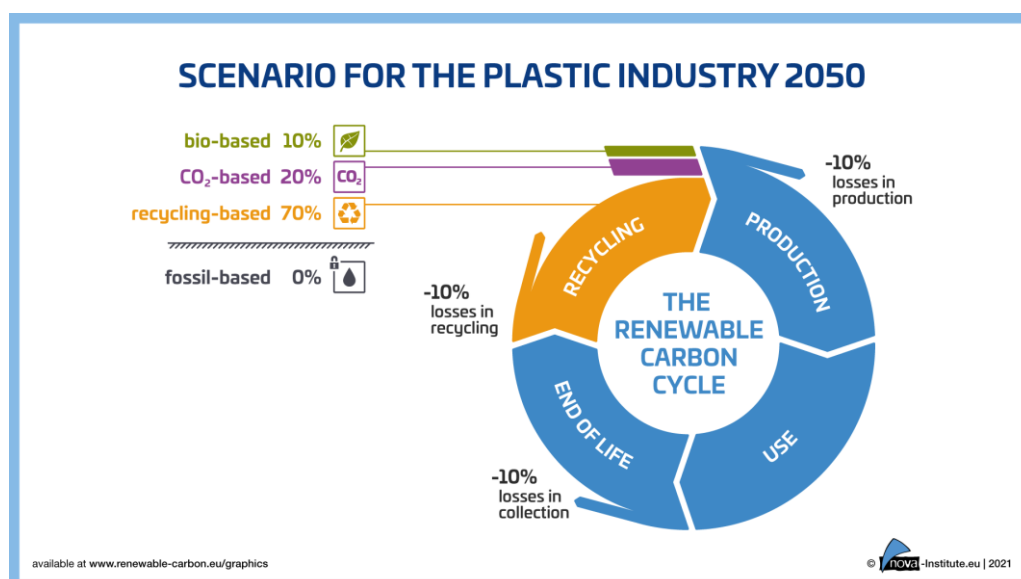 SCENARIO FOR THE PLASTIC INDUSTRY 2050
bio-based 10%
CO₂-based 20% CO₂
recycling-based 70%
fossil-based 0%
-10%
losses in
production
-10%
losses in
recycling
-10%
losses in
collection
RECYCLING
PRODUCTION
USE
END OF LIFE
THE
RENEWABLE
CARBON
CYCLE
available at www.renewable-carbon.eu/graphics
© nova-Institute.eu | 2021